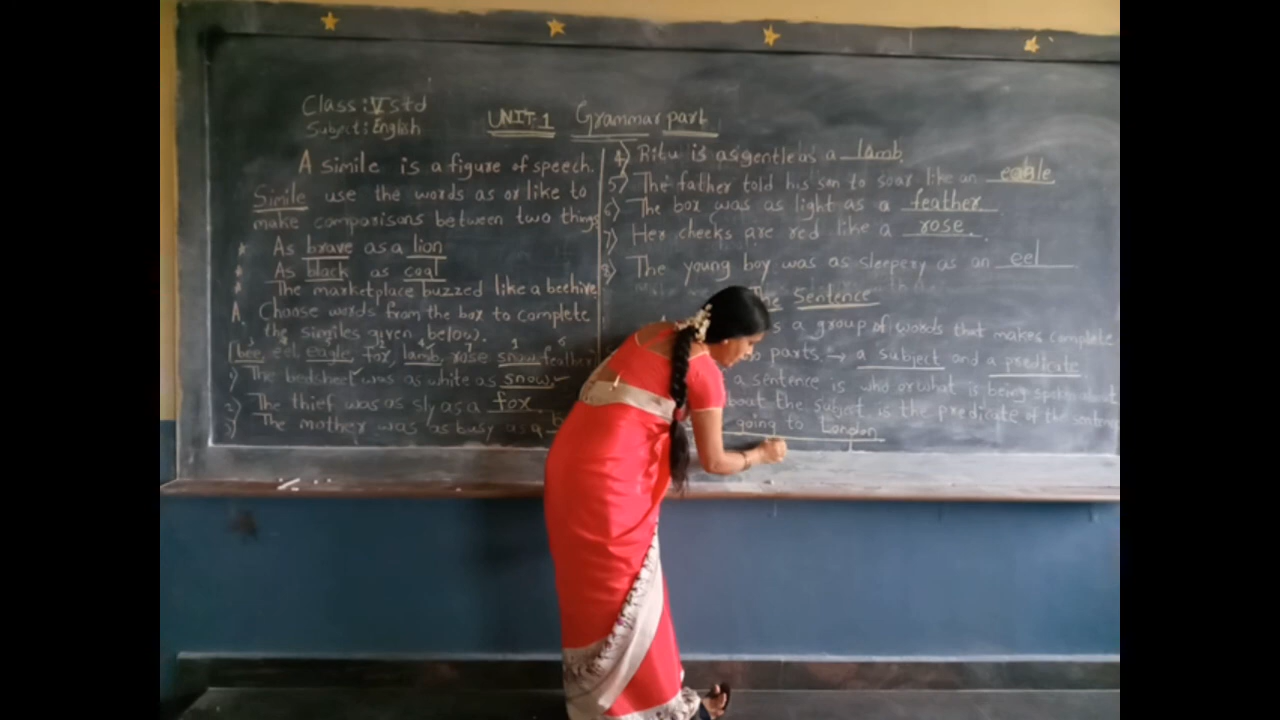 Class : V std
Subject : English
UNIT-1 Grammar part
A Simile is a figure of speech.
Simile use the words as or like to
make comparisons between two things
* As brave as a lion
* As black as coal
* The marketplace buzzed like a beehive
A. Choose words from the box to complete
the similes given below.
bee, eel, eagle, fox, lamb, rose snow feather
1) The bedsheet was as white as snow
2) The thief was as sly as a fox
3) The mother was as busy as a
4) Ritu is as gentle as a lamb.
5) The father told his son to soar like an eagle.
6) The box was as light as a feather
7) Her cheeks are red like a rose.
8) The young boy was as sleepery as an eel
The Sentence
a group of words that makes complete
parts. → a subject and a predicate
a sentence is who or what is being spoken
about the subject is the predicate of the sentence
going to London